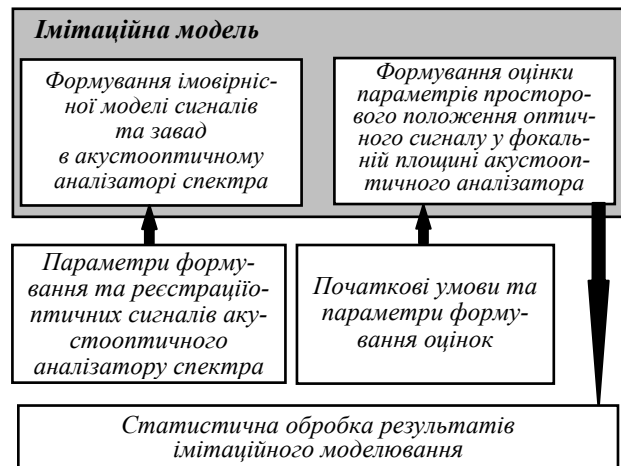 Імітаційна модель
Формування імовірніс-
ної моделі сигналів
та завад
в акустооптичному
аналізаторі спектра
Формування оцінки
параметрів просторо-
вого положення оптич-
ного сигналу у фокаль-
ній площині акустооп-
тичного аналізатора
Параметри форму-
вання та реєстраціїо-
птичних сигналів аку-
стооптичного
аналізатору спектра
Початкові умови та
параметри форму-
вання оцінок
Статистична обробка результатів
імітаційного моделювання